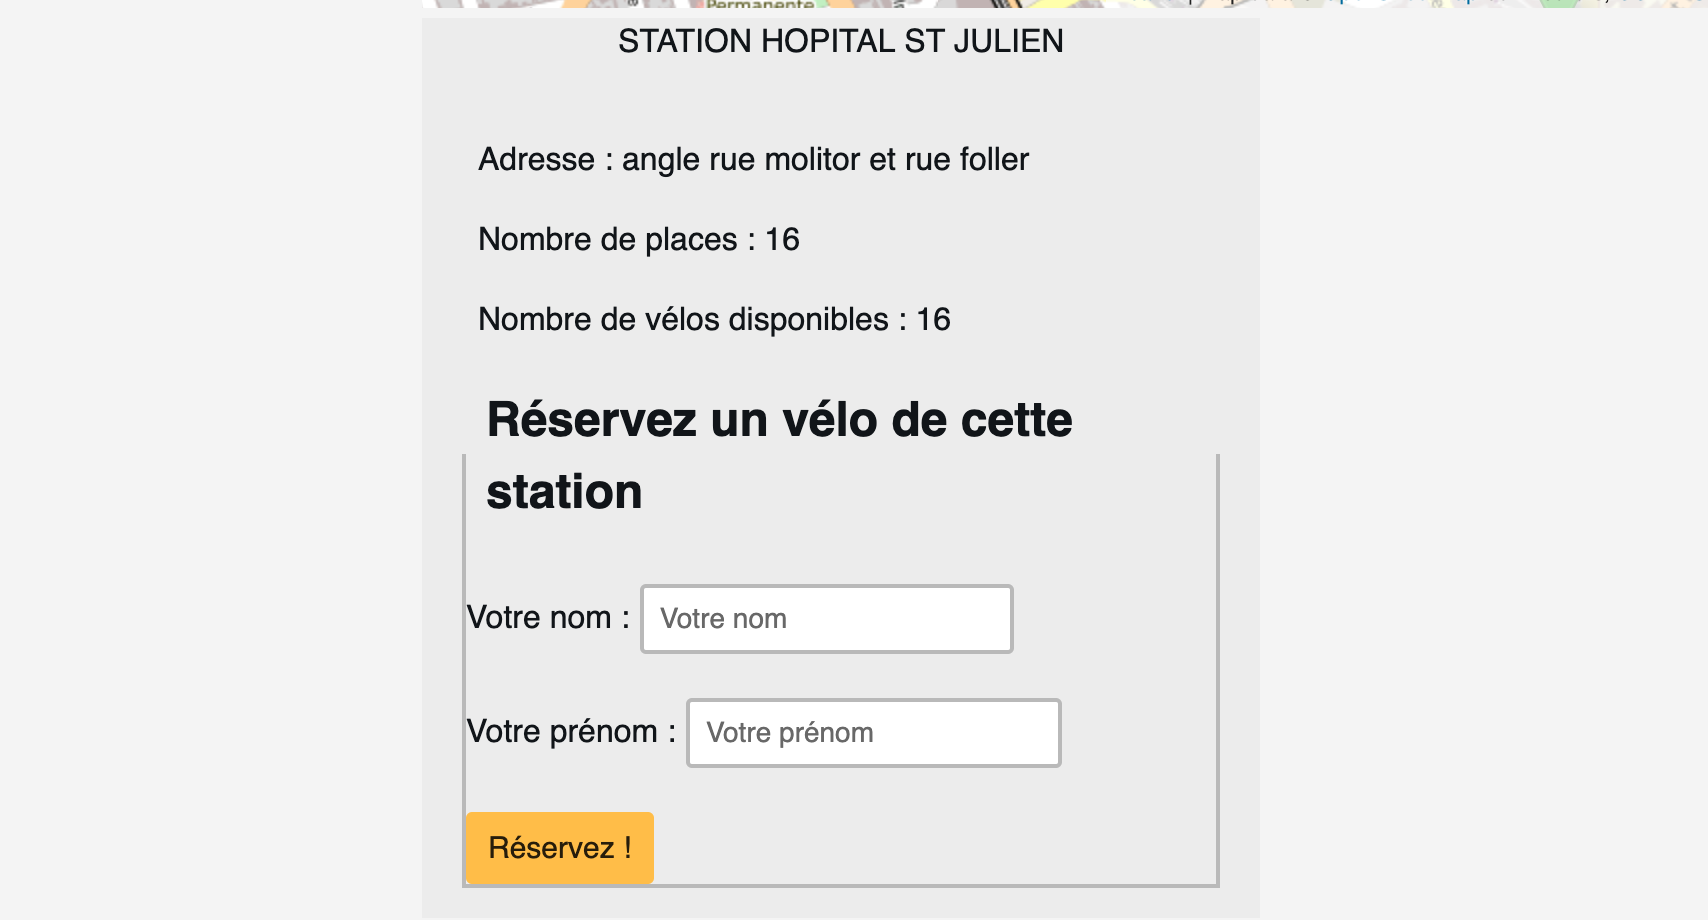 Permanente
STATION HOPITAL ST JULIEN
Adresse : angle rue molitor et rue foller
Nombre de places : 16
Nombre de vélos disponibles : 16
Réservez un vélo de cette
station
Votre nom : Votre nom
Votre prénom : Votre prénom
Réservez !